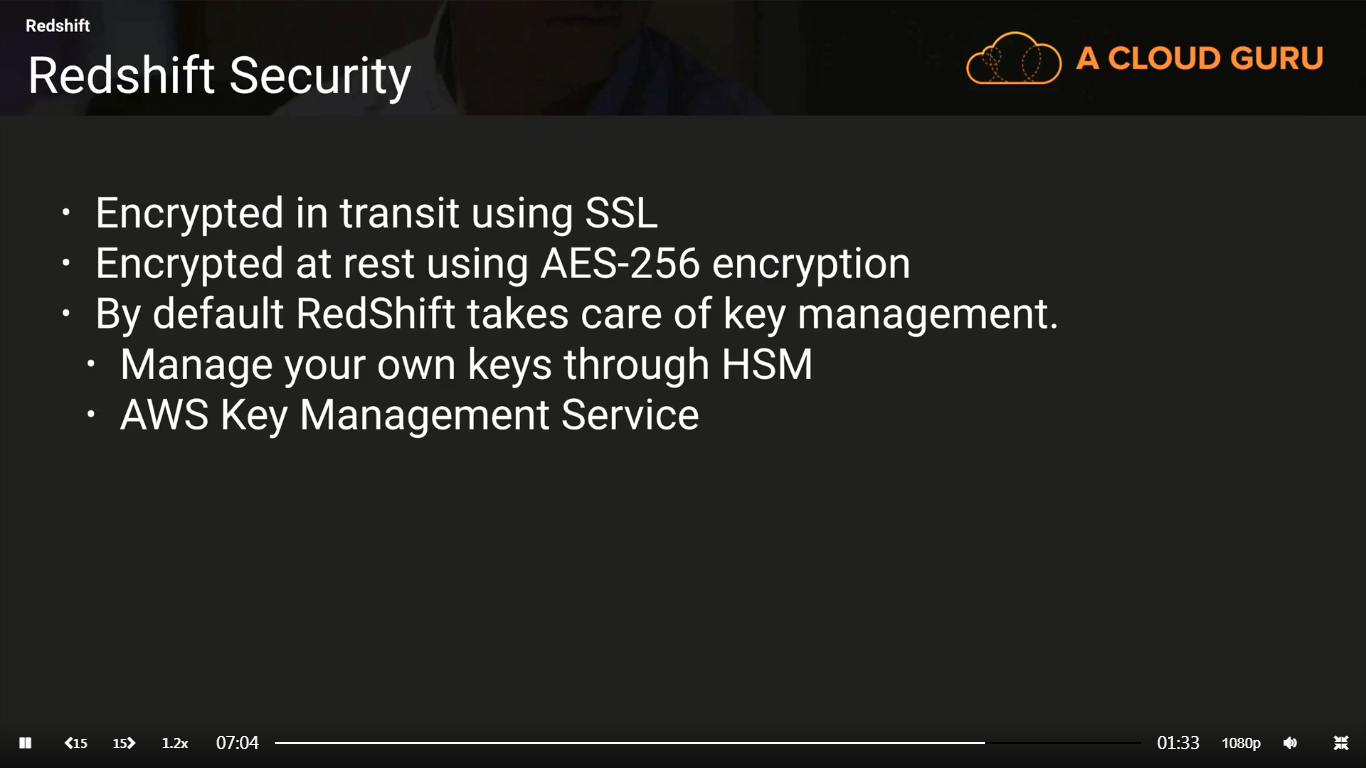 Redshift
Redshift Security
A CLOUD GURU
• Encrypted in transit using SSL
• Encrypted at rest using AES-256 encryption
• By default RedShift takes care of key management.
• Manage your own keys through HSM
• AWS Key Management Service
15 15 1.2x 07:04 01:33 1080p